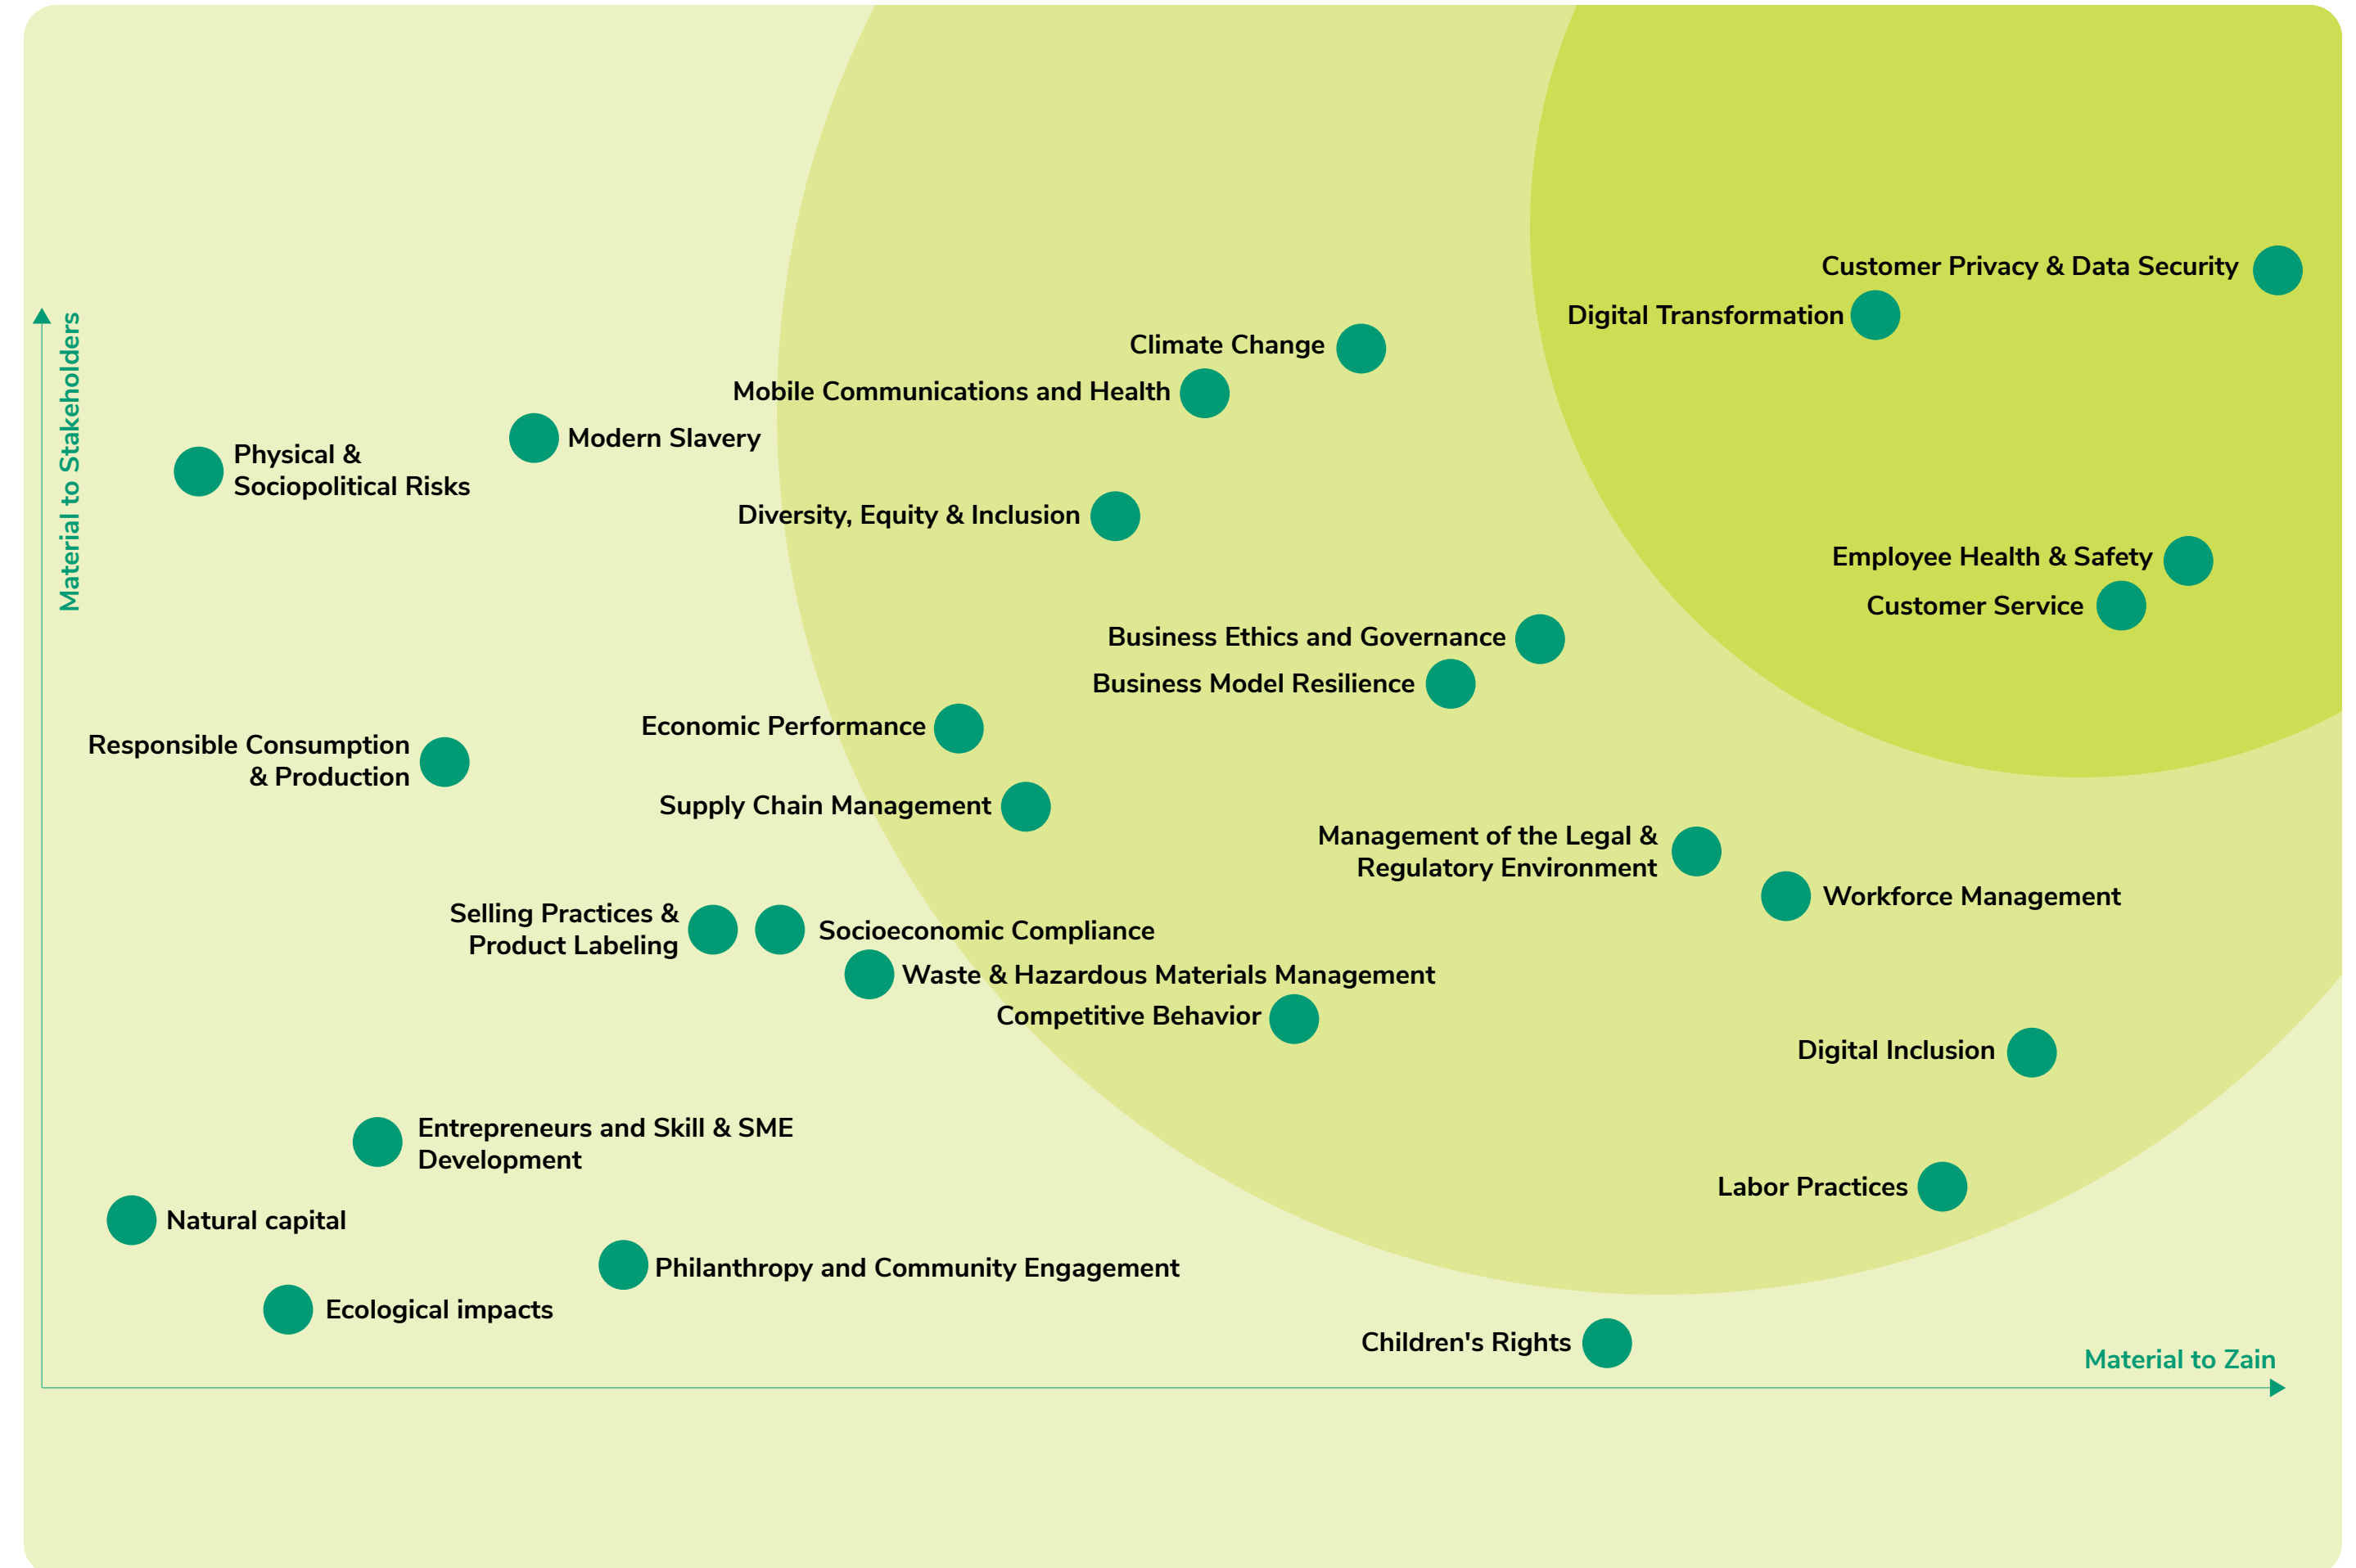 Customer Privacy & Data Security
Digital Transformation
Climate Change
Mobile Communications and Health
Modern Slavery
Physical &
Sociopolitical Risks
Material to Stakeholders
Diversity, Equity & Inclusion
Employee Health & Safety
Customer Service
Business Ethics and Governance
Business Model Resilience
Economic Performance
Responsible Consumption
& Production
Supply Chain Management
Management of the Legal &
Regulatory Environment
Workforce Management
Selling Practices &
Product Labeling
Socioeconomic Compliance
Waste & Hazardous Materials Management
Competitive Behavior
Digital Inclusion
Entrepreneurs and Skill & SME
Development
Labor Practices
Natural capital
Philanthropy and Community Engagement
Ecological impacts
Children's Rights
Material to Zain